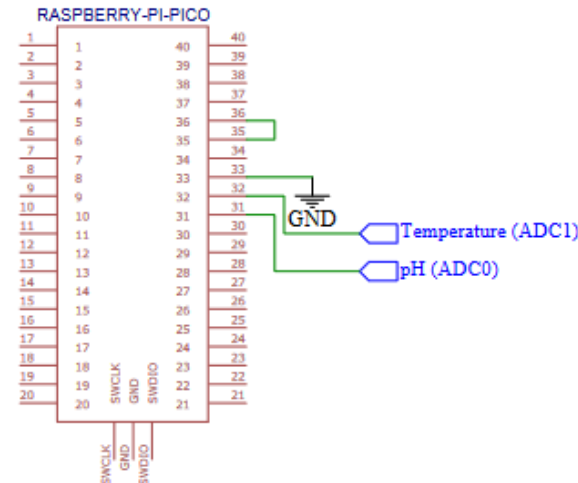 RASPBERRY-PI-PICO
1 1 40 40
2 2 39 39
3 3 38 38
4 4 37 37
5 5 36 36
6 6 35 35
7 7 34 34
8 8 33 33
9 9 32 32
10 10 31 31
11 11 30 30
12 12 29 29
13 13 28 28
14 14 27 27
15 15 26 26
16 16 25 25
17 17 24 24
18 18 23 23
19 19 22 22
20 20 21 21
GND
Temperature (ADC1)
pH (ADC0)
SWCLK
GND
SWDIO
SWCLK
GND
SWDIO